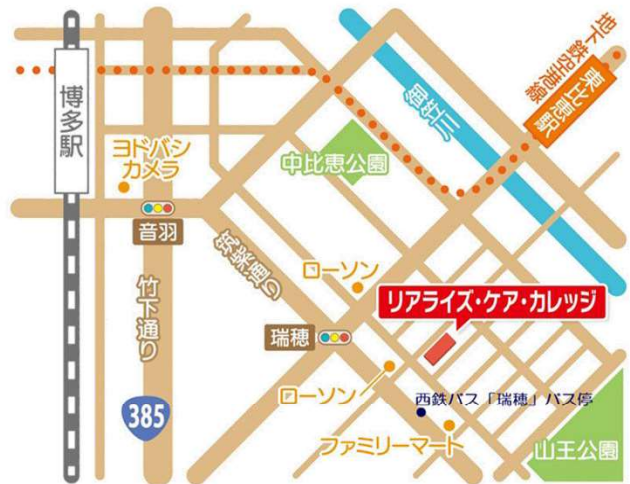 地下鉄空港線
東比恵駅
博多駅
御笠川
ヨドバシ
カメラ
中比恵公園
音羽
筑紫通り
竹下通り
ローソン
リアライズ・ケア・カレッジ
瑞穂
ローソン
西鉄バス「瑞穂」バス停
385
ファミリーマート
山王公園